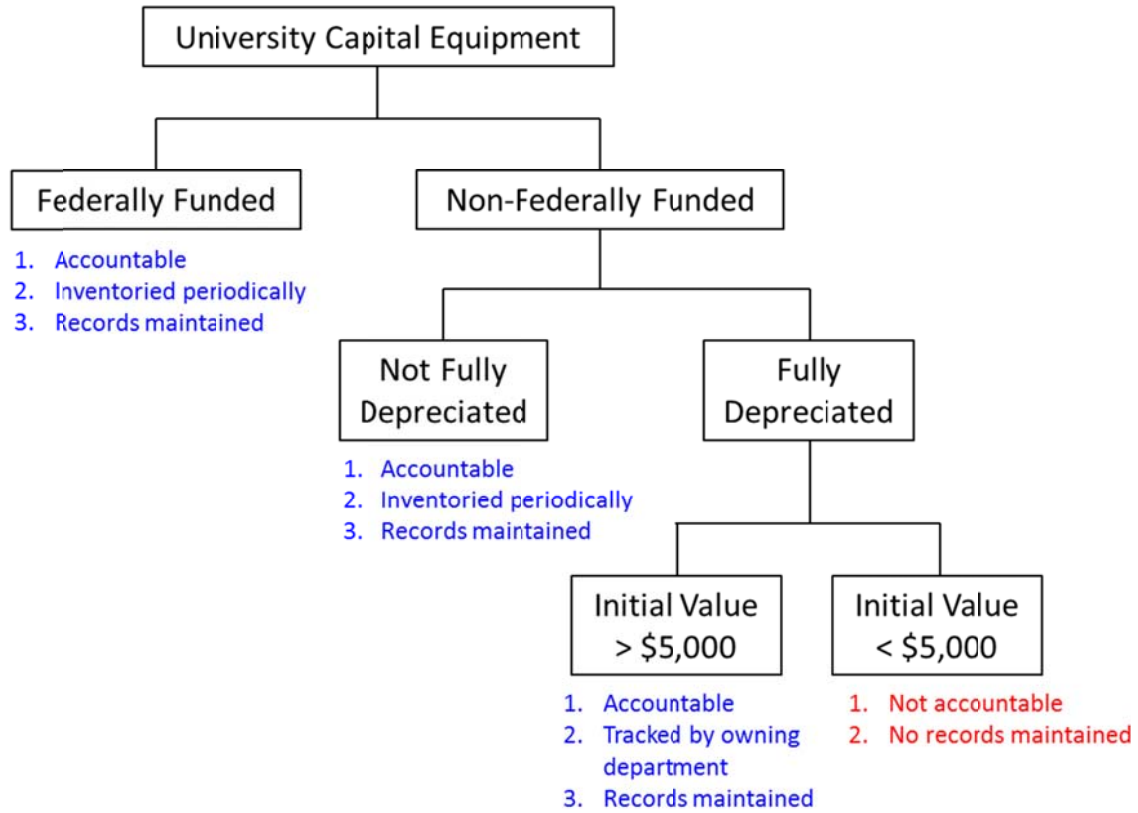 University Capital Equipment
Federally Funded
Non-Federally Funded
1. Accountable
2. Inventoried periodically
3. Records maintained
Not Fully
Depreciated
Fully
Depreciated
1. Accountable
2. Inventoried periodically
3. Records maintained
Initial Value
> $5,000
Initial Value
< $5,000
1. Accountable
2. Tracked by owning
department
3. Records maintained
1. Not accountable
2. No records maintained